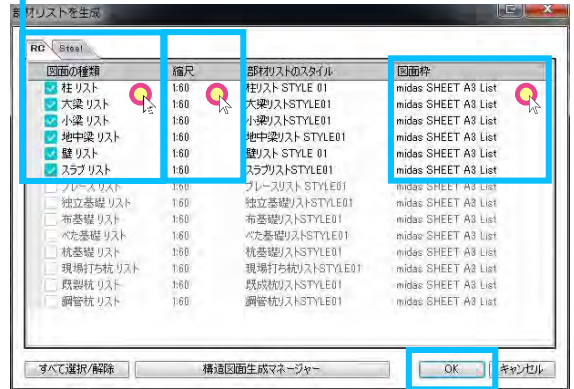 部材リストを生成
RC Steel
図面の種類 縮尺 部材リストのスタイル 図面枠
柱 リスト 1:60 柱リスト STYLE 01 midas SHEET A3 List
大梁 リスト 1:60 大梁リストSTYLE01 midas SHEET A3 List
小梁 リスト 1:60 小梁リストSTYLE01 midas SHEET A3 List
地中梁 リスト 1:60 地中梁リストSTYLE01 midas SHEET A3 List
壁 リスト 1:60 壁リスト STYLE 01 midas SHEET A3 List
スラブ リスト 1:60 スラブリストSTYLE01 midas SHEET A3 List
ブレース リスト 1:60 ブレースリスト STYLE01 midas SHEET A3 List
独立基礎 リスト 1:60 独立基礎リストSTYLE01 midas SHEET A3 List
布基礎 リスト 1:60 布基礎リストSTYLE01 midas SHEET A3 List
べた基礎 リスト 1:60 べた基礎リストSTYLE01 midas SHEET A3 List
杭基礎 リスト 1:60 杭基礎リストSTYLE01 midas SHEET A3 List
現場打ち杭 リスト 1:60 現場打ち杭リストSTYLE01 midas SHEET A3 List
既製杭 リスト 1:60 既成杭リストSTYLE01 midas SHEET A3 List
鋼管杭 リスト 1:60 鋼管杭リストSTYLE01 midas SHEET A3 List
すべて選択/解除 構造図面生成マネージャー OK キャンセル